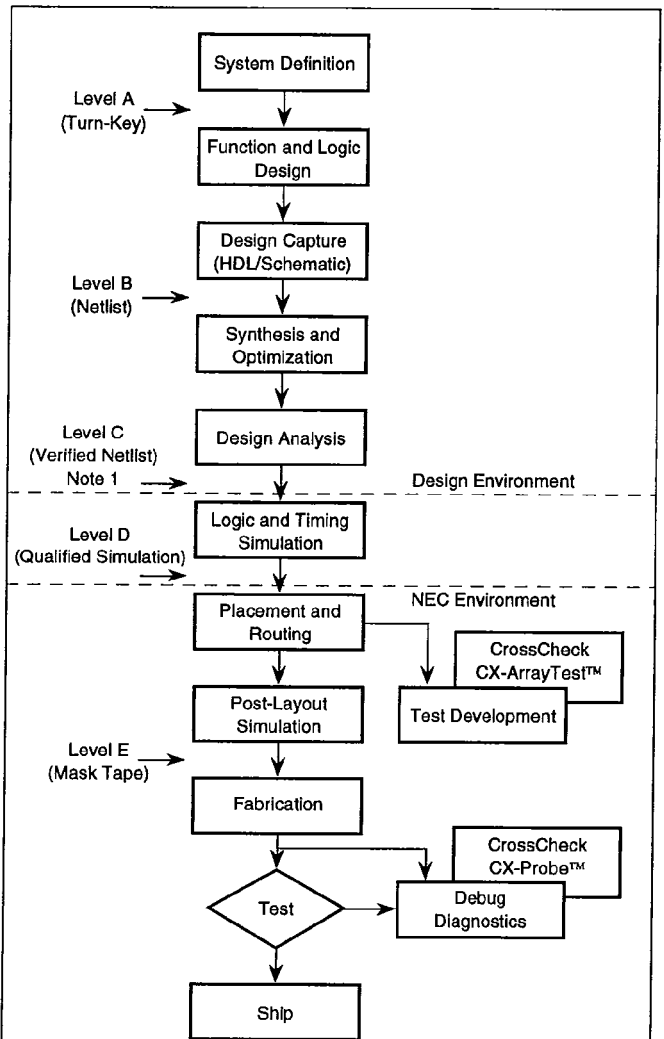 System Definition
Level A
(Turn-Key)
Function and Logic
Design
Design Capture
(HDL/Schematic)
Level B
(Netlist)
Synthesis and
Optimization
Level C
(Verified Netlist)
Note 1
Design Analysis
Design Environment
Logic and Timing
Simulation
Level D
(Qualified Simulation)
NEC Environment
Placement and
Routing
CrossCheck
CX-ArrayTest™
Test Development
Post-Layout
Simulation
Level E
(Mask Tape)
Fabrication
CrossCheck
CX-Probe™
Test
Debug
Diagnostics
Ship